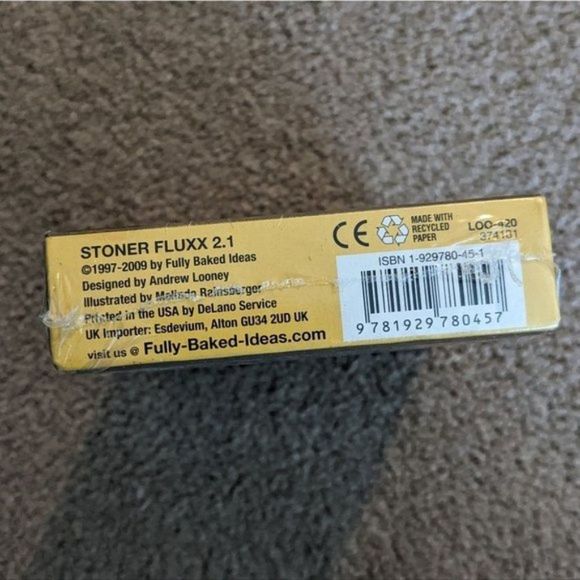 STONER FLUXX 2.1
©1997-2009 by Fully Baked Ideas
Designed by Andrew Looney
Illustrated by Melinda Rainsberger
Printed in the USA by DeLano Service
UK Importer: Esdevium, Alton GU34 2UD UK
visit us @ Fully-Baked-Ideas.com
CE
MADE WITH
RECYCLED
PAPER
LOO-420
374131
ISBN 1-929780-45-1
9 781929 780457